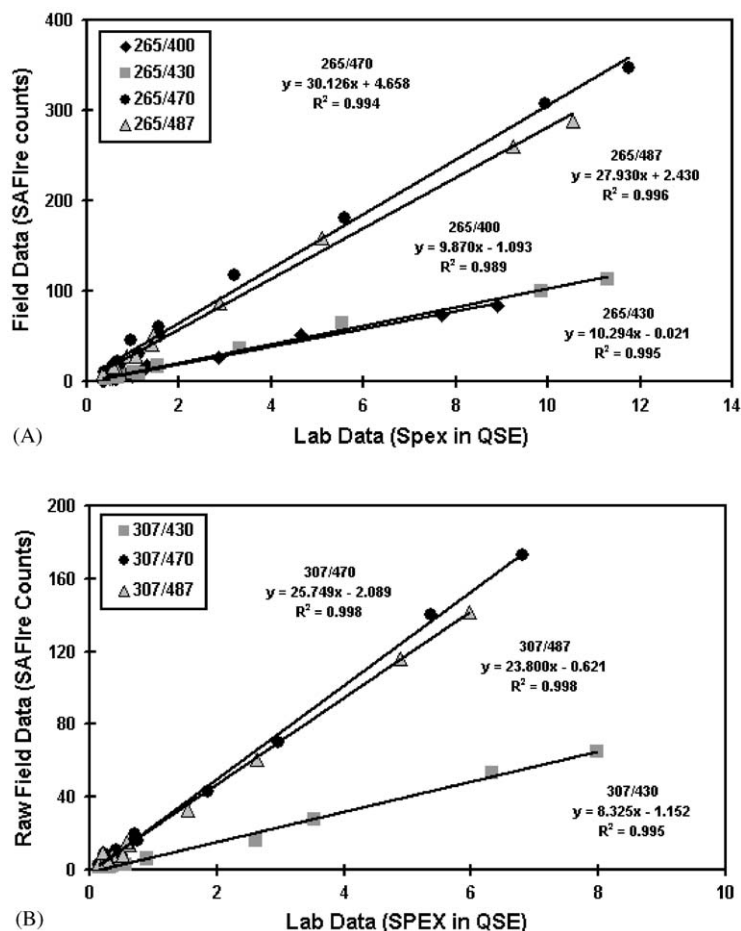 400
300
200
100
0
Field Data (SAFIre counts)
265/400
265/430
265/470
265/487
265/470
y = 30.126x + 4.658
R² = 0.994
265/487
y = 27.930x + 2.430
R² = 0.996
265/400
y = 9.870x - 1.093
R² = 0.989
265/430
y = 10.294x - 0.021
R² = 0.995
0 2 4 6 8 10 12 14
(A)
Lab Data (Spex in QSE)
200
160
120
80
40
0
Raw Field Data (SAFIre Counts)
307/430
307/470
307/487
307/470
y = 25.749x - 2.089
R² = 0.998
307/487
y = 23.800x - 0.621
R² = 0.998
307/430
y = 8.325x - 1.152
R² = 0.995
0 2 4 6 8 10
(B)
Lab Data (SPEX in QSE)